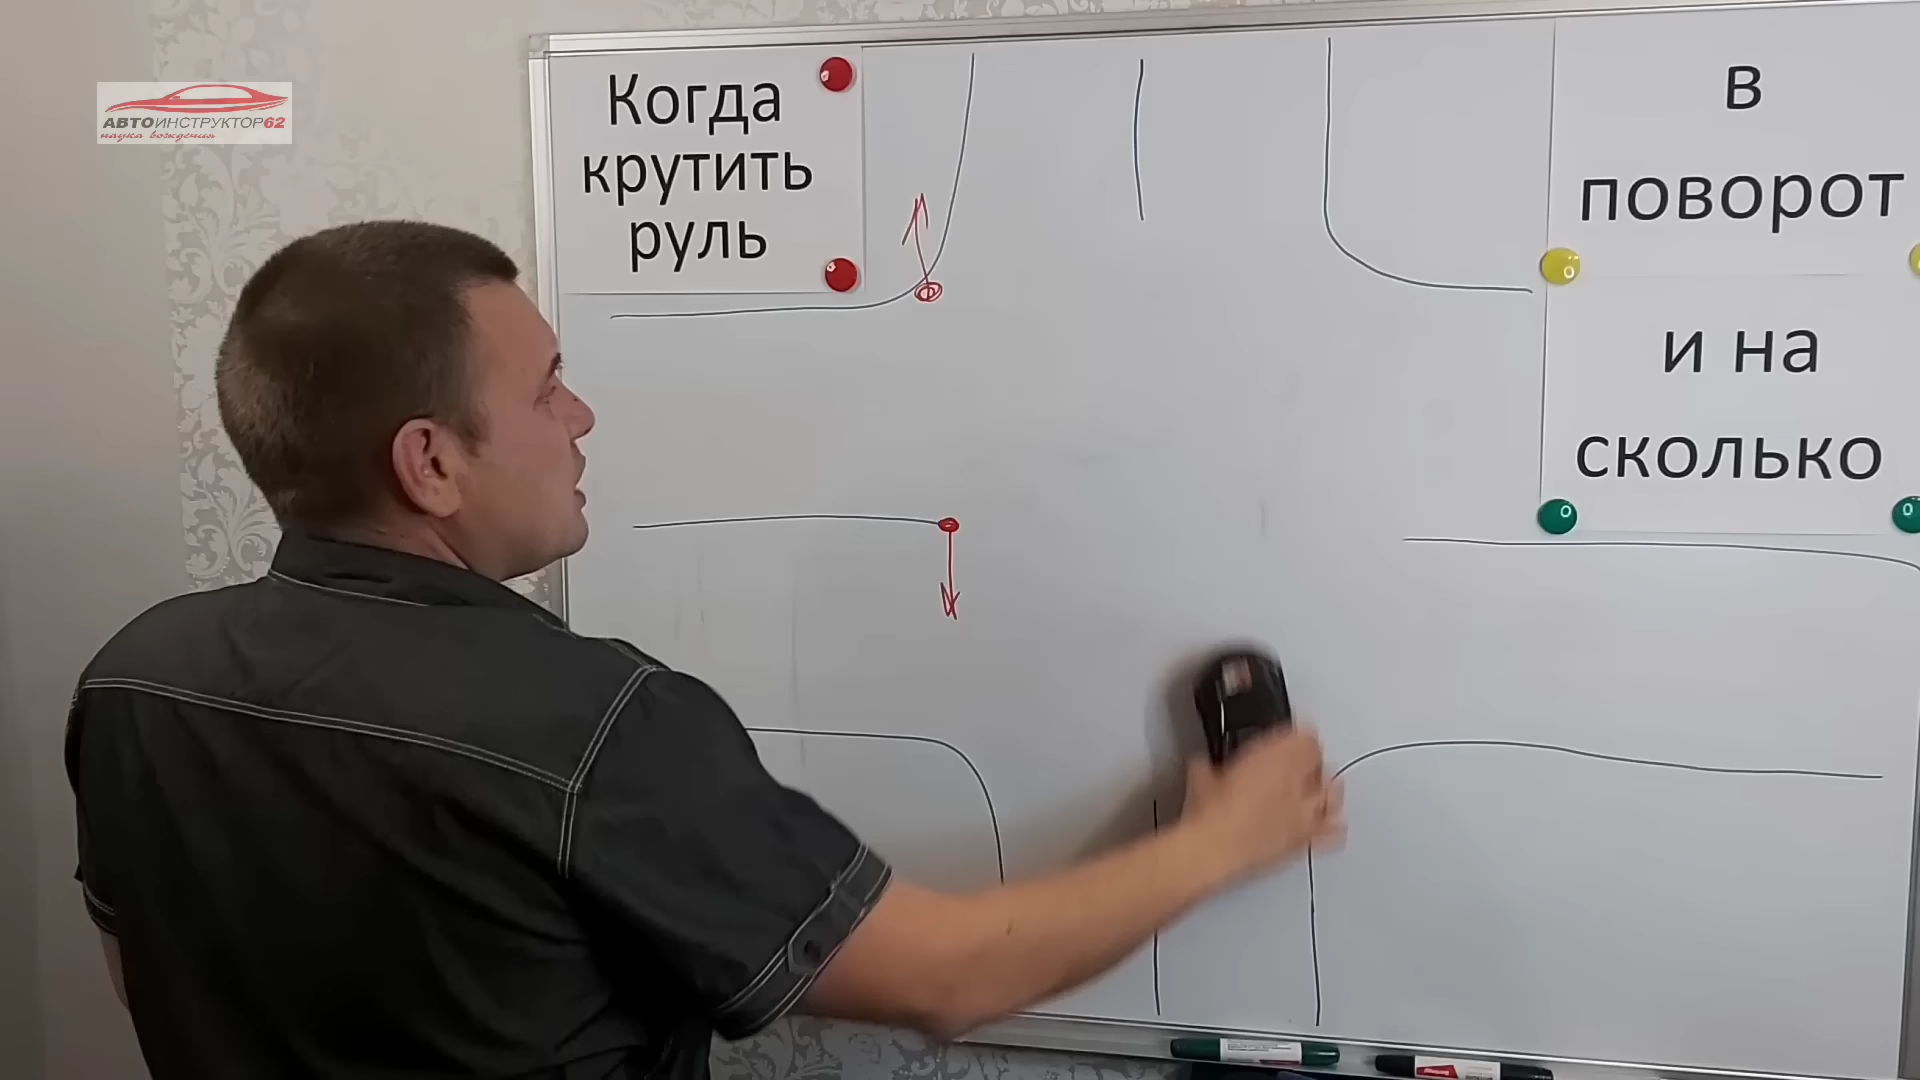 АВТОИНСТРУКТОР62
наука вождения
Когда
крутить
руль
в
поворот
и на
сколько